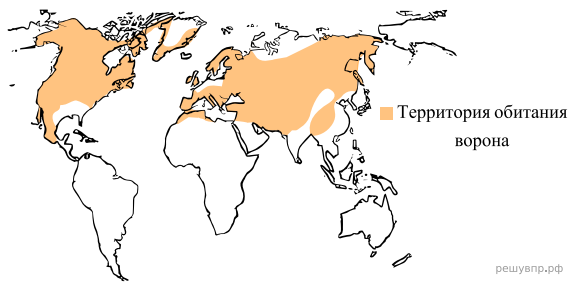 Территория обитания
ворона
решувпр.рф